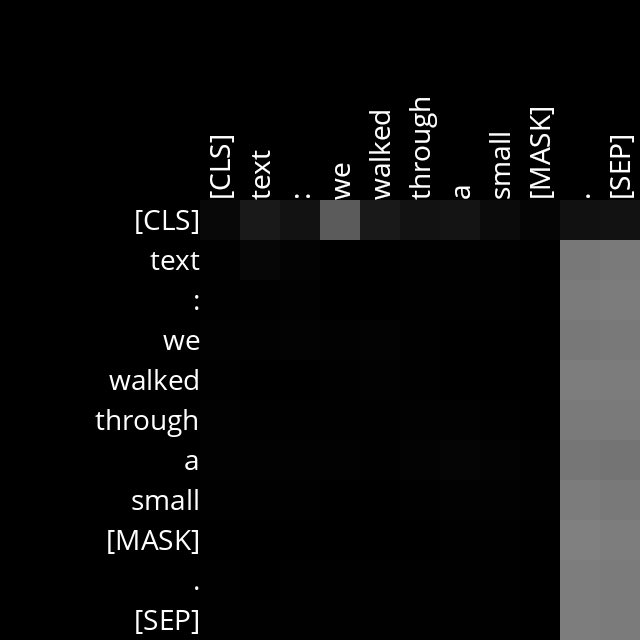 [CLS] text : we walked through a small [MASK] . [SEP]
[CLS]
text
:
we
walked
through
a
small
[MASK]
.
[SEP]